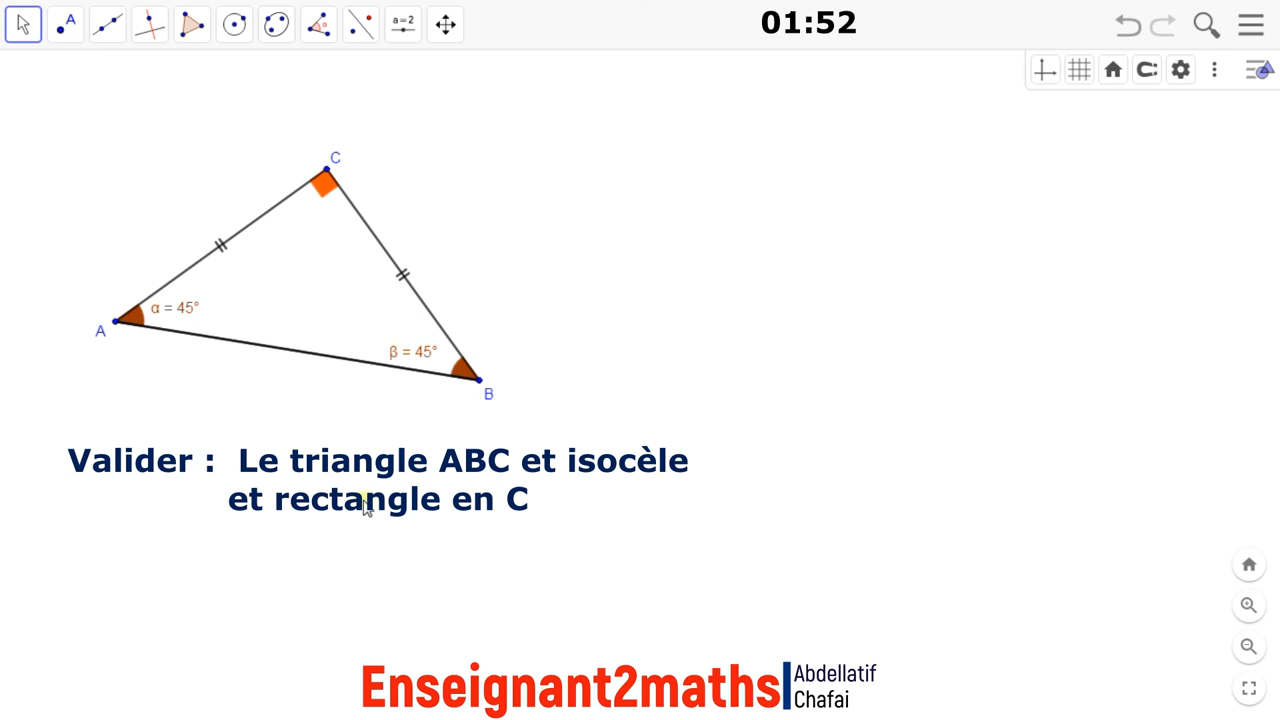 a=2
01:52
C
α = 45°
A
β = 45°
B
Valider : Le triangle ABC et isocèle
et rectangle en C
Enseignant2maths
Abdellatif
Chafai